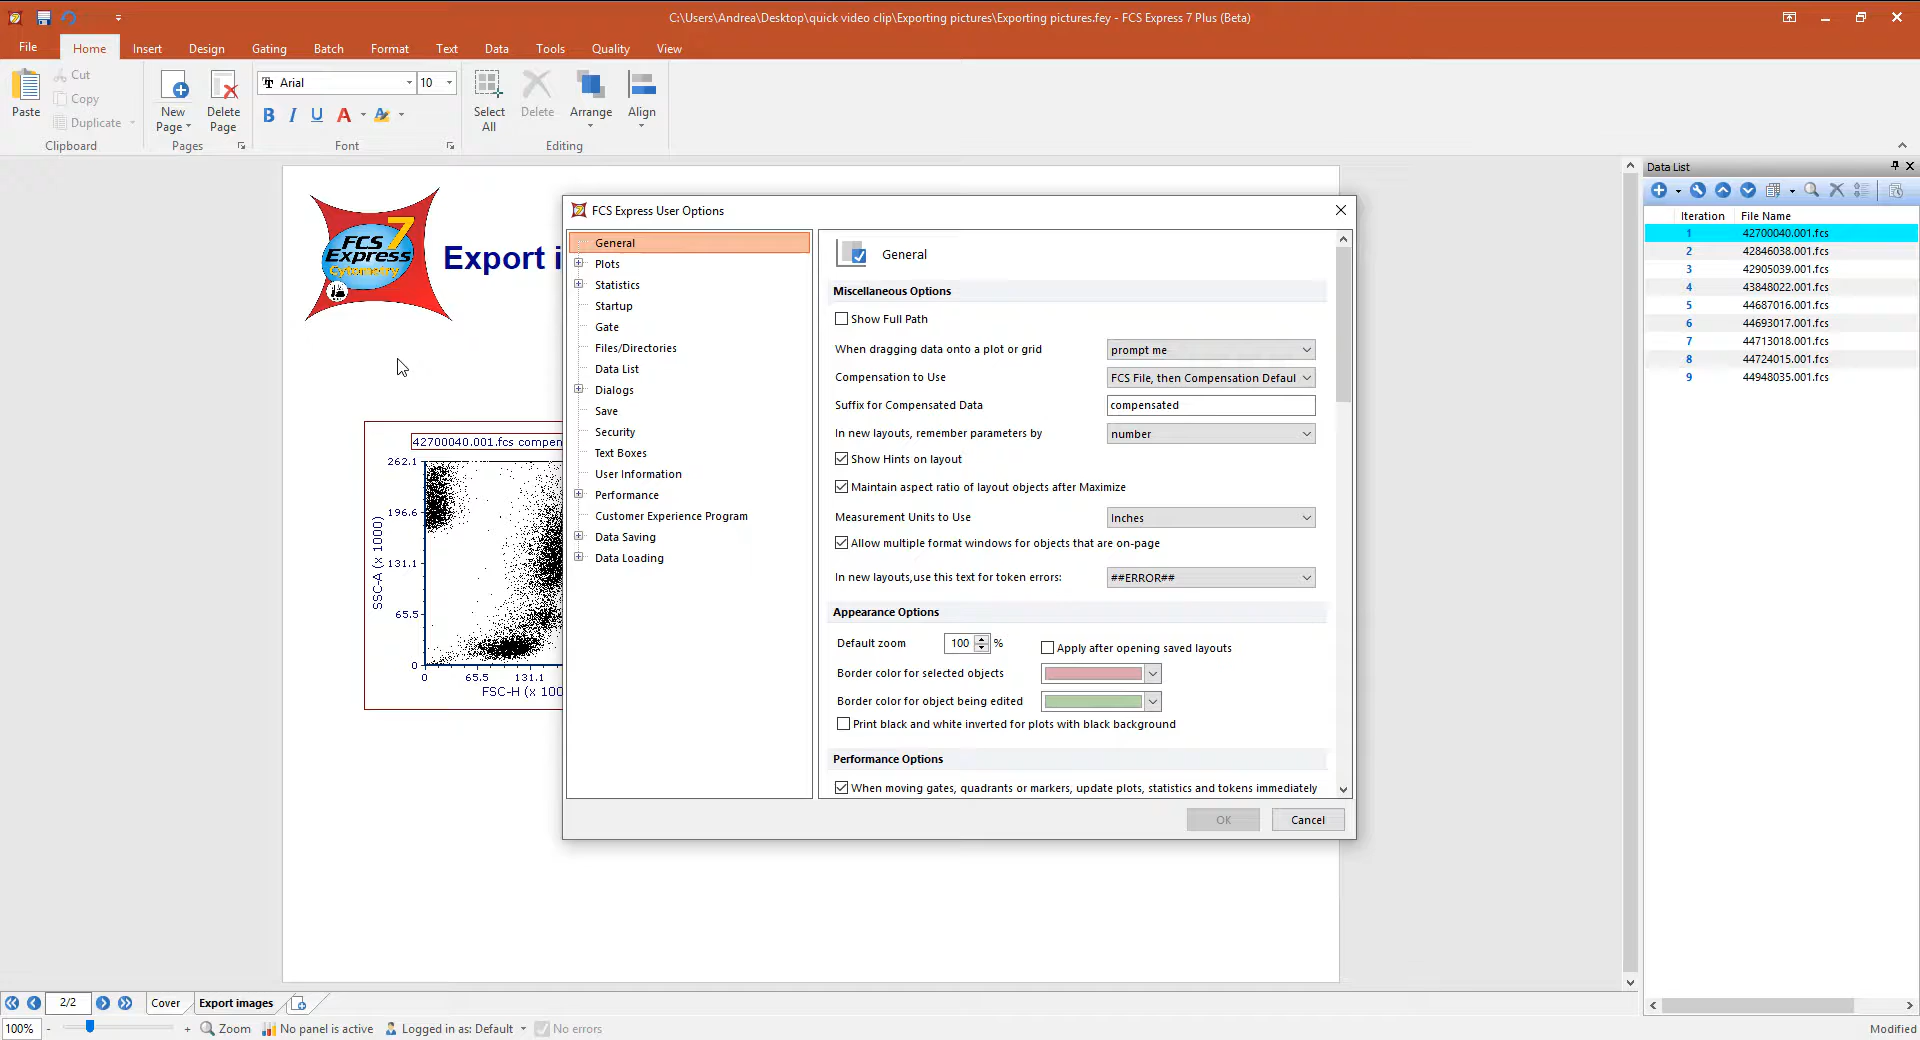 C:\Users\Andrea\Desktop\quick video clip\Exporting pictures\Exporting pictures.fey - FCS Express 7 Plus (Beta)
File Home Insert Design Gating Batch Format Text Data Tools Quality View
Paste
Cut
Copy
Duplicate
Clipboard
New Page
Delete Page
Pages
Arial 10
B I U A
Font
Select All
Delete
Arrange
Align
Editing
FCS 7
Express
Cytometry
Export i
42700040.001.fcs compen
262.1
196.6
131.1
65.5
0
SSC-A (x 1000)
0 65.5 131.1
FSC-H (x 100
FCS Express User Options
General
Plots
Statistics
Startup
Gate
Files/Directories
Data List
Dialogs
Save
Security
Text Boxes
User Information
Performance
Customer Experience Program
Data Saving
Data Loading
General
Miscellaneous Options
Show Full Path
When dragging data onto a plot or grid prompt me
Compensation to Use FCS File, then Compensation Defaul
Suffix for Compensated Data compensated
In new layouts, remember parameters by number
Show Hints on layout
Maintain aspect ratio of layout objects after Maximize
Measurement Units to Use Inches
Allow multiple format windows for objects that are on-page
In new layouts,use this text for token errors: ##ERROR##
Appearance Options
Default zoom 100 % Apply after opening saved layouts
Border color for selected objects
Border color for object being edited
Print black and white inverted for plots with black background
Performance Options
When moving gates, quadrants or markers, update plots, statistics and tokens immediately
OK Cancel
Data List
Iteration File Name
1 42700040.001.fcs
2 42846038.001.fcs
3 42905039.001.fcs
4 43848022.001.fcs
5 44687016.001.fcs
6 44693017.001.fcs
7 44713018.001.fcs
8 44724015.001.fcs
9 44948035.001.fcs
2/2 Cover Export images
100% - + Zoom No panel is active Logged in as: Default No errors Modified